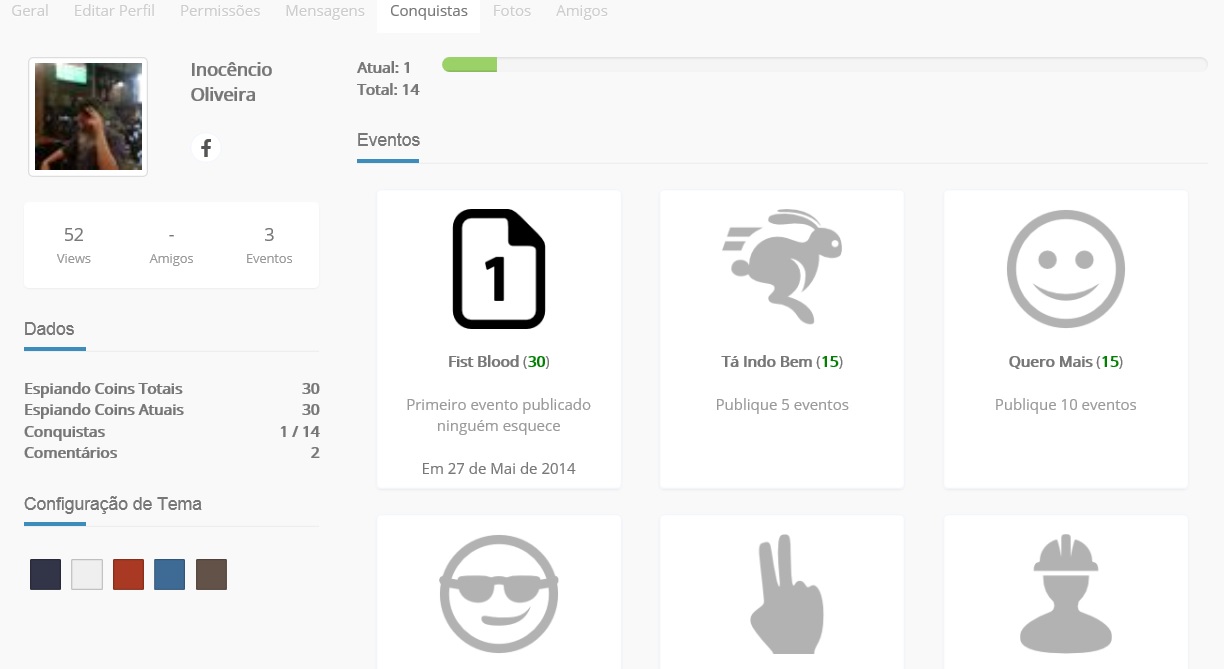 Geral Editar Perfil Permissões Mensagens Conquistas Fotos Amigos
Inocêncio
Oliveira
f
52 - 3
Views Amigos Eventos
Dados
Espiando Coins Totais 30
Espiando Coins Atuais 30
Conquistas 1 / 14
Comentários 2
Configuração de Tema
Atual: 1
Total: 14
Eventos
1
Fist Blood (30)
Primeiro evento publicado
ninguém esquece
Em 27 de Mai de 2014
Tá Indo Bem (15)
Publique 5 eventos
Quero Mais (15)
Publique 10 eventos